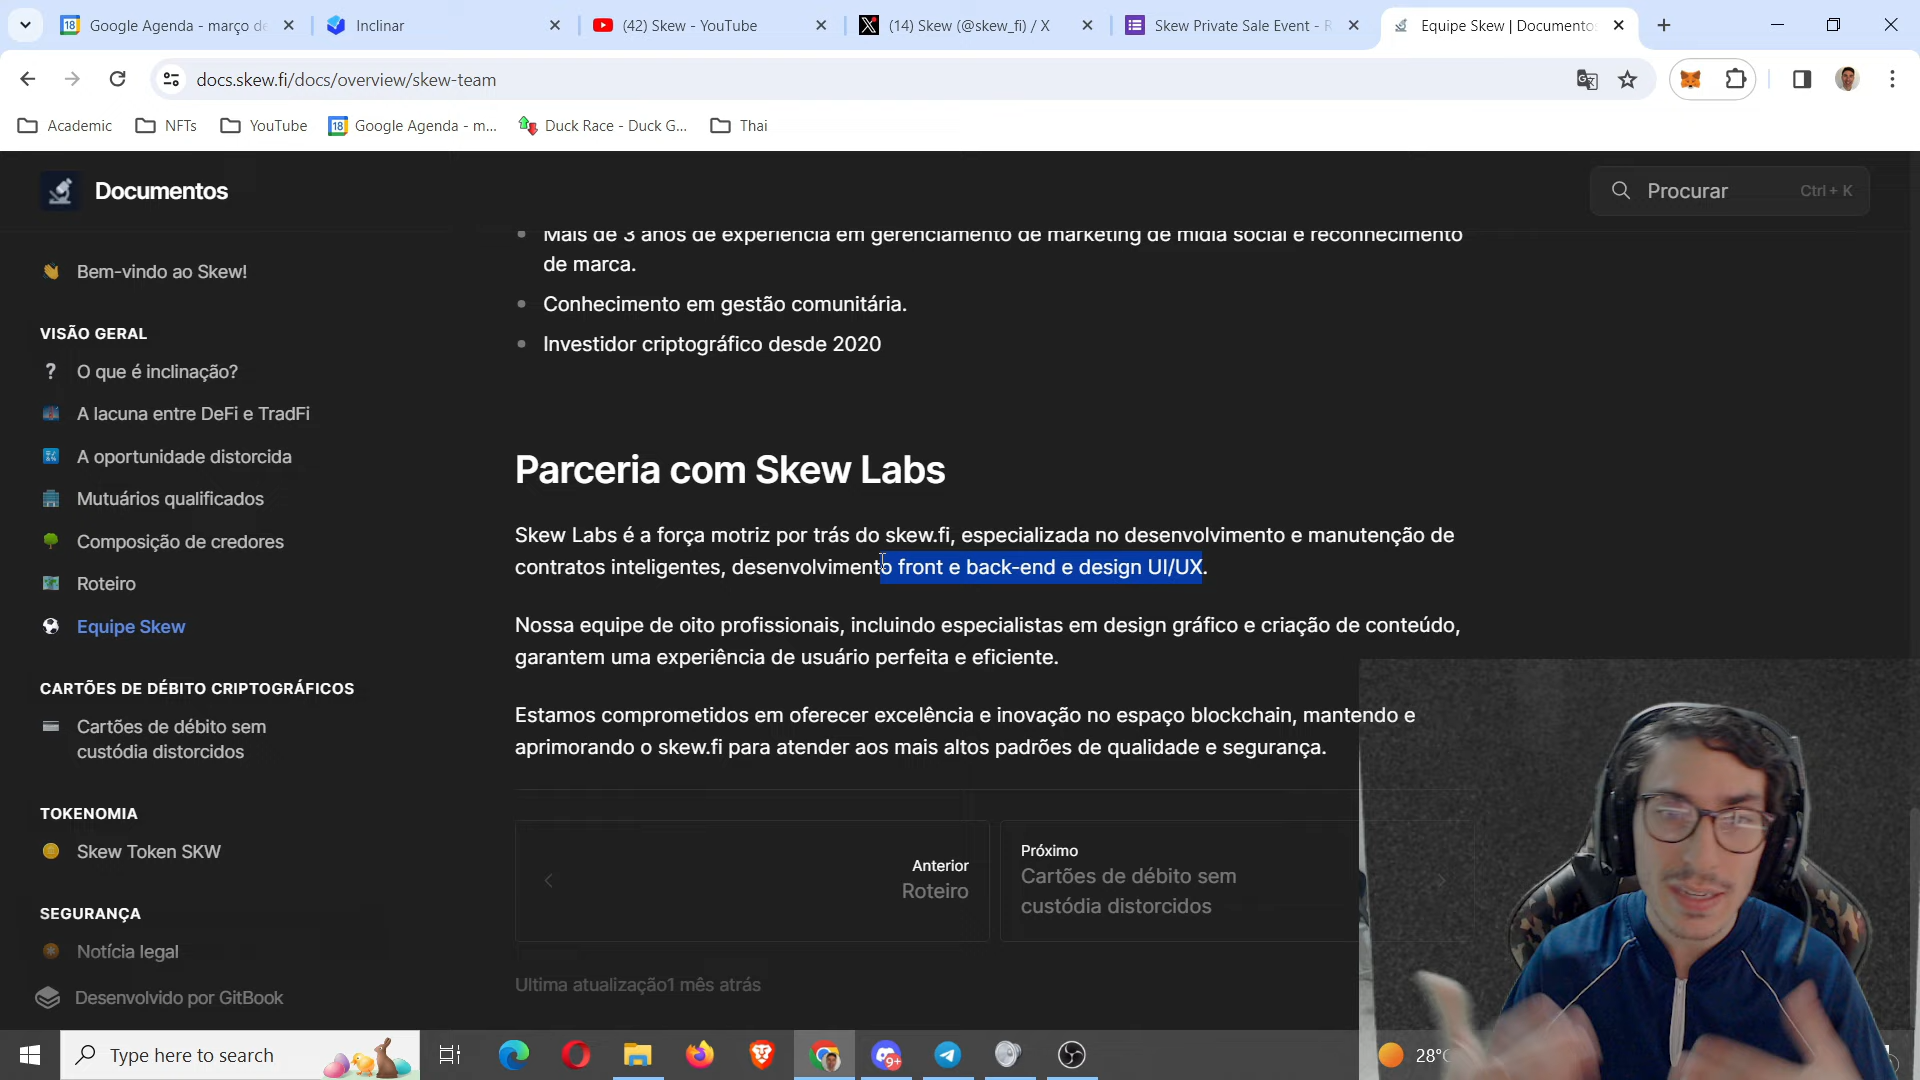 Google Agenda - março de
Inclinar
(42) Skew - YouTube
(14) Skew (@skew_fi) / X
Skew Private Sale Event - R
Equipe Skew | Documento
docs.skew.fi/docs/overview/skew-team
Academic
NFTs
YouTube
Google Agenda - m...
Duck Race - Duck G...
Thai
Documentos
Procurar
Ctrl + K
Bem-vindo ao Skew!
VISÃO GERAL
O que é inclinação?
A lacuna entre DeFi e TradFi
A oportunidade distorcida
Mutuários qualificados
Composição de credores
Roteiro
Equipe Skew
CARTÕES DE DÉBITO CRIPTOGRÁFICOS
Cartões de débito sem
custódia distorcidos
TOKENOMIA
Skew Token SKW
SEGURANÇA
Notícia legal
Desenvolvido por GitBook
Mais de 3 anos de experiência em gerenciamento de marketing de mídia social e reconhecimento
de marca.
Conhecimento em gestão comunitária.
Investidor criptográfico desde 2020
Parceria com Skew Labs
Skew Labs é a força motriz por trás do skew.fi, especializada no desenvolvimento e manutenção de
contratos inteligentes, desenvolvimento front e back-end e design UI/UX.
Nossa equipe de oito profissionais, incluindo especialistas em design gráfico e criação de conteúdo,
garantem uma experiência de usuário perfeita e eficiente.
Estamos comprometidos em oferecer excelência e inovação no espaço blockchain, mantendo e
aprimorando o skew.fi para atender aos mais altos padrões de qualidade e segurança.
Anterior
Roteiro
Próximo
Cartões de débito sem
custódia distorcidos
Ultima atualização1 mês atrás
Type here to search
9+
28°C